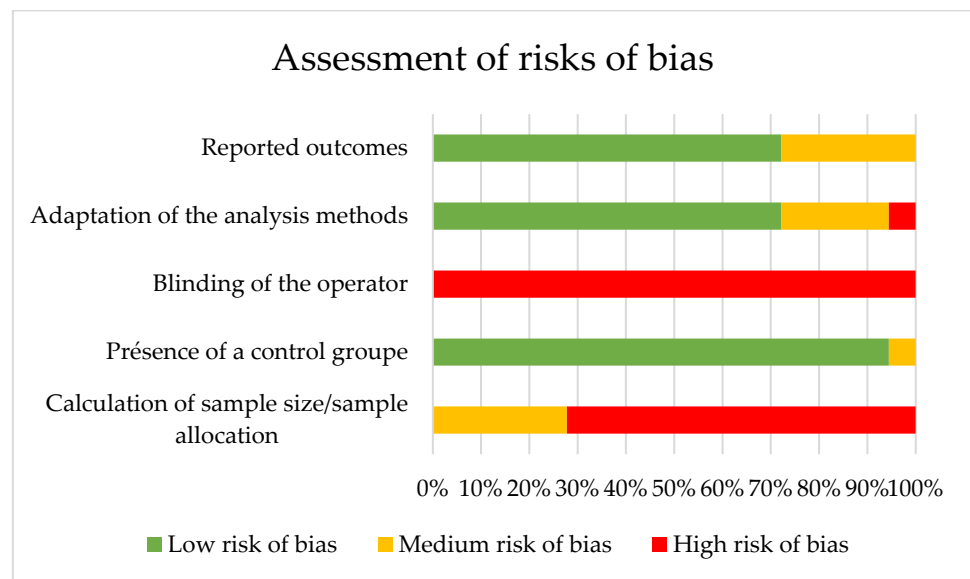 Assessment of risks of bias
Reported outcomes
Adaptation of the analysis methods
Blinding of the operator
Présence of a control groupe
Calculation of sample size/sample
allocation
0% 10% 20% 30% 40% 50% 60% 70% 80% 90% 100%
Low risk of bias Medium risk of bias High risk of bias